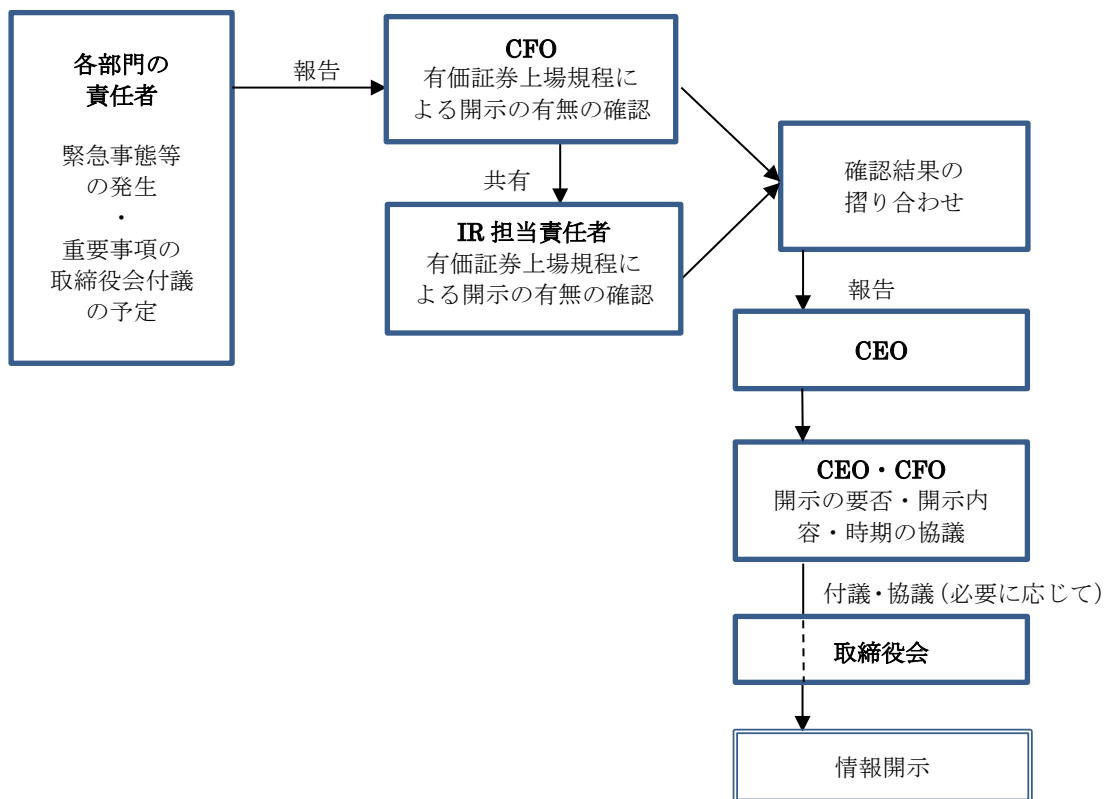 各部門の
責任者
緊急事態等
の発生
・
重要事項の
取締役会付議
の予定
報告
CFO
有価証券上場規程に
よる開示の有無の確認
共有
IR 担当責任者
有価証券上場規程に
よる開示の有無の確認
確認結果の
摺り合わせ
報告
CEO
CEO・CFO
開示の要否・開示内
容・時期の協議
付議・協議(必要に応じて)
取締役会
情報開示